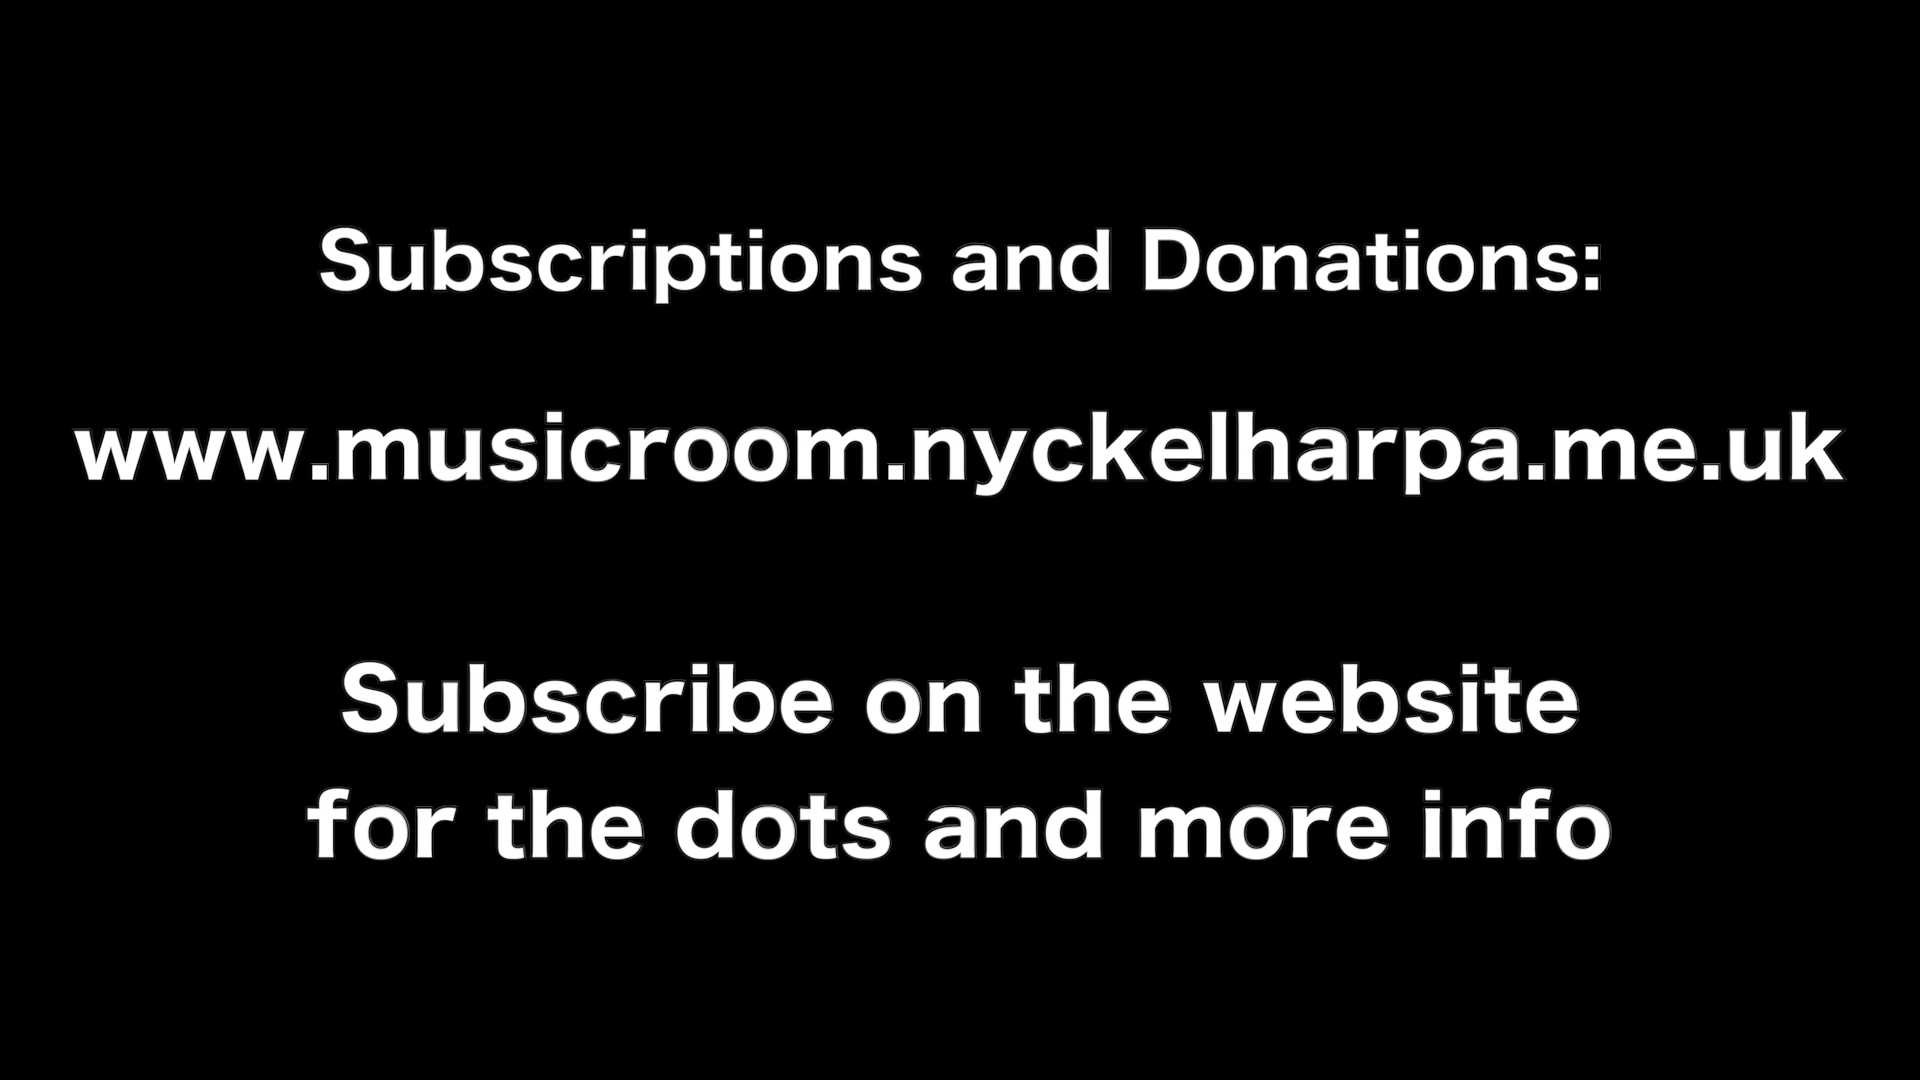 Subscriptions and Donations:
www.musicroom.nyckelharpa.me.uk
Subscribe on the website
for the dots and more info